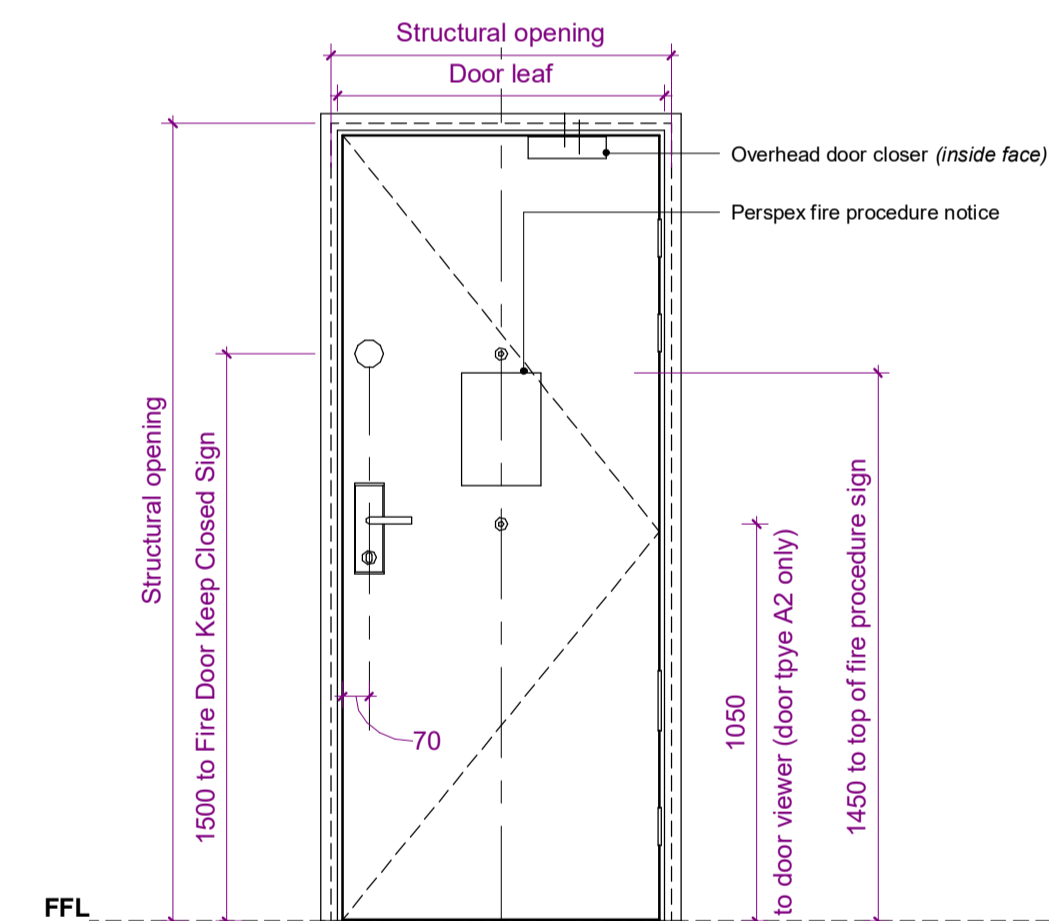 Structural opening
Door leaf
Overhead door closer (inside face)
Perspex fire procedure notice
Structural opening
1500 to Fire Door Keep Closed Sign
70
1050
to door viewer (door tpye A2 only)
1450 to top of fire procedure sign
FFL